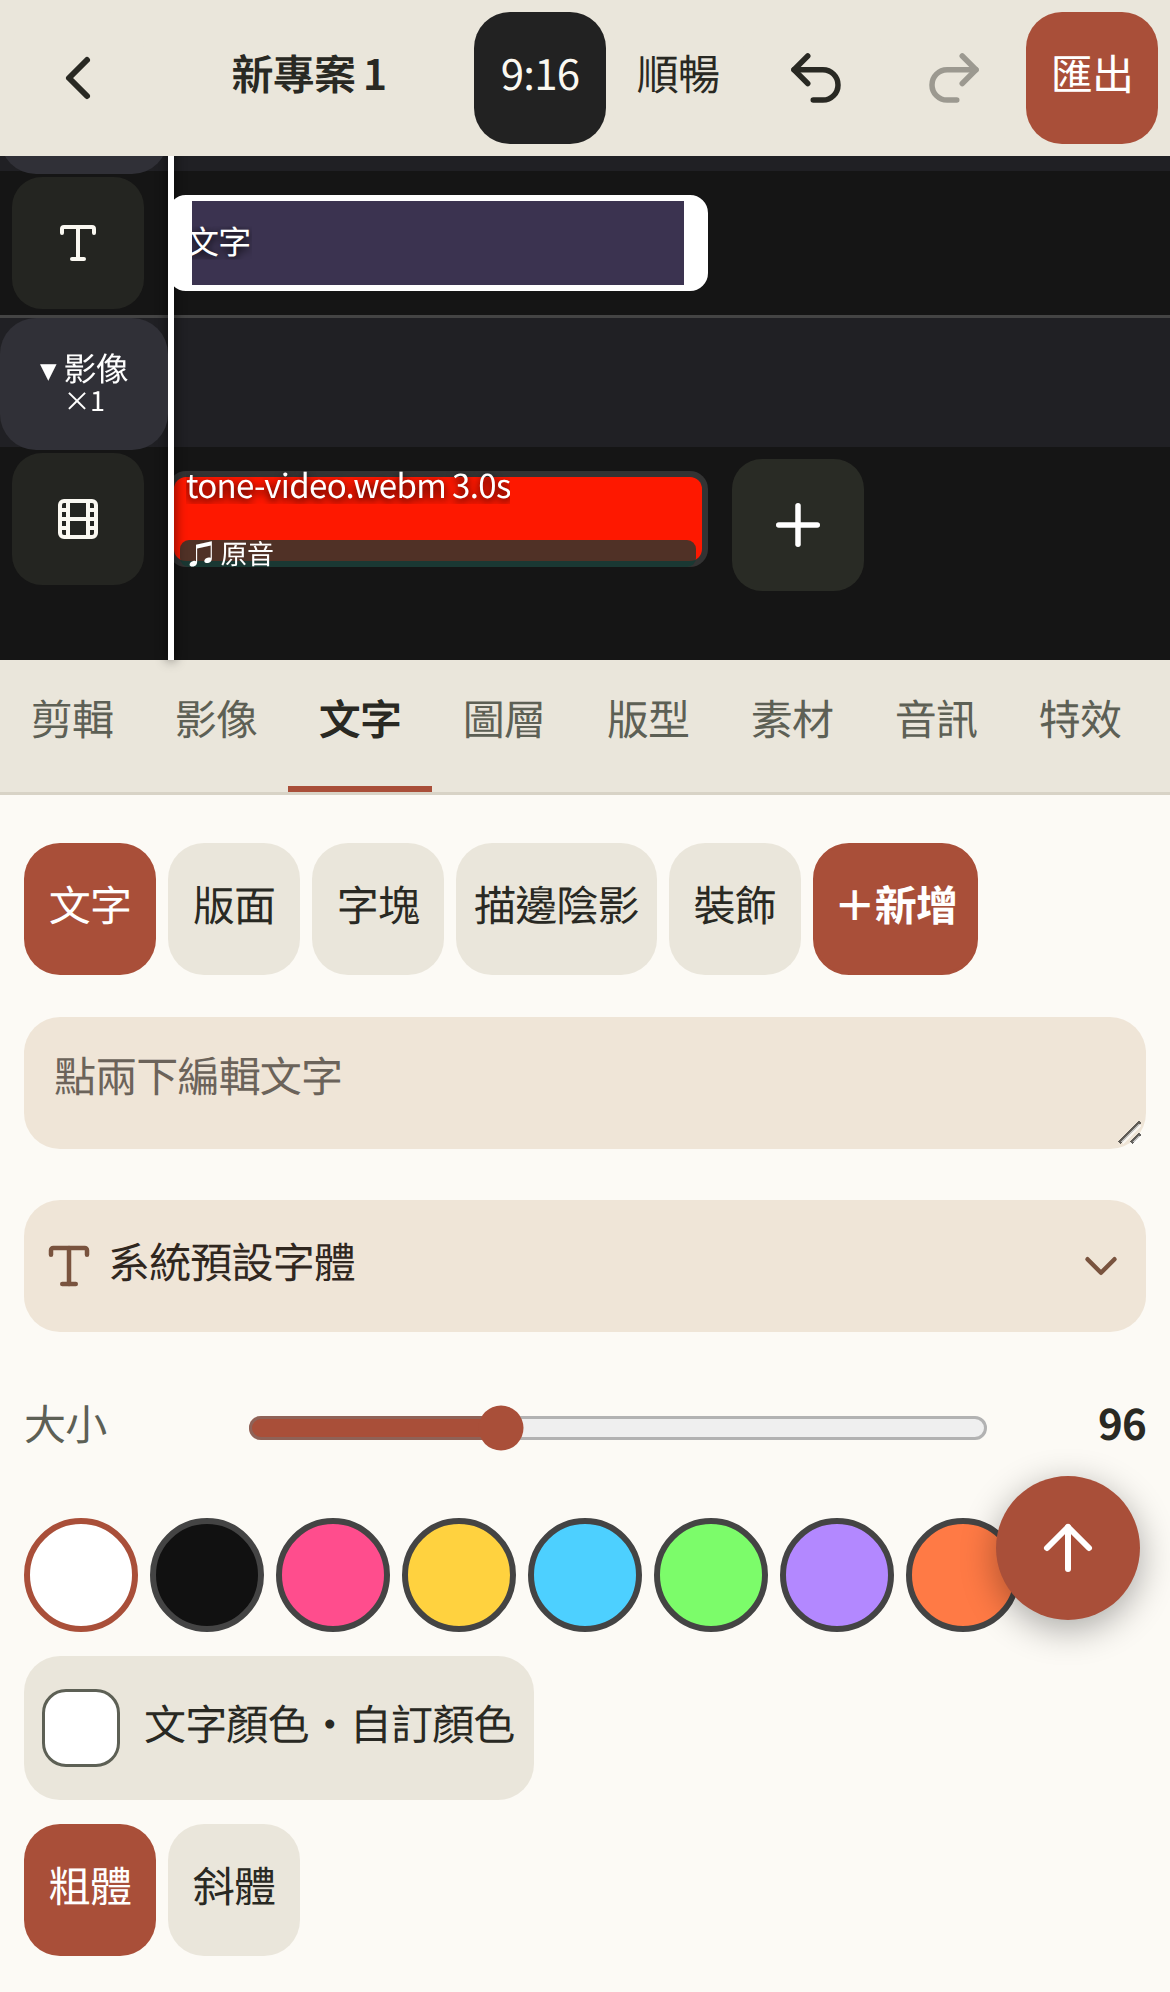 新專案 1 9:16 順暢 匯出
文字
▾ 影像
×1
tone-video.webm 3.0s
♫ 原音
剪輯 影像 文字 圖層 版型 素材 音訊 特效
文字 版面 字塊 描邊陰影 裝飾 ＋新增
點兩下編輯文字
系統預設字體
大小 96
文字顏色・自訂顏色
粗體 斜體